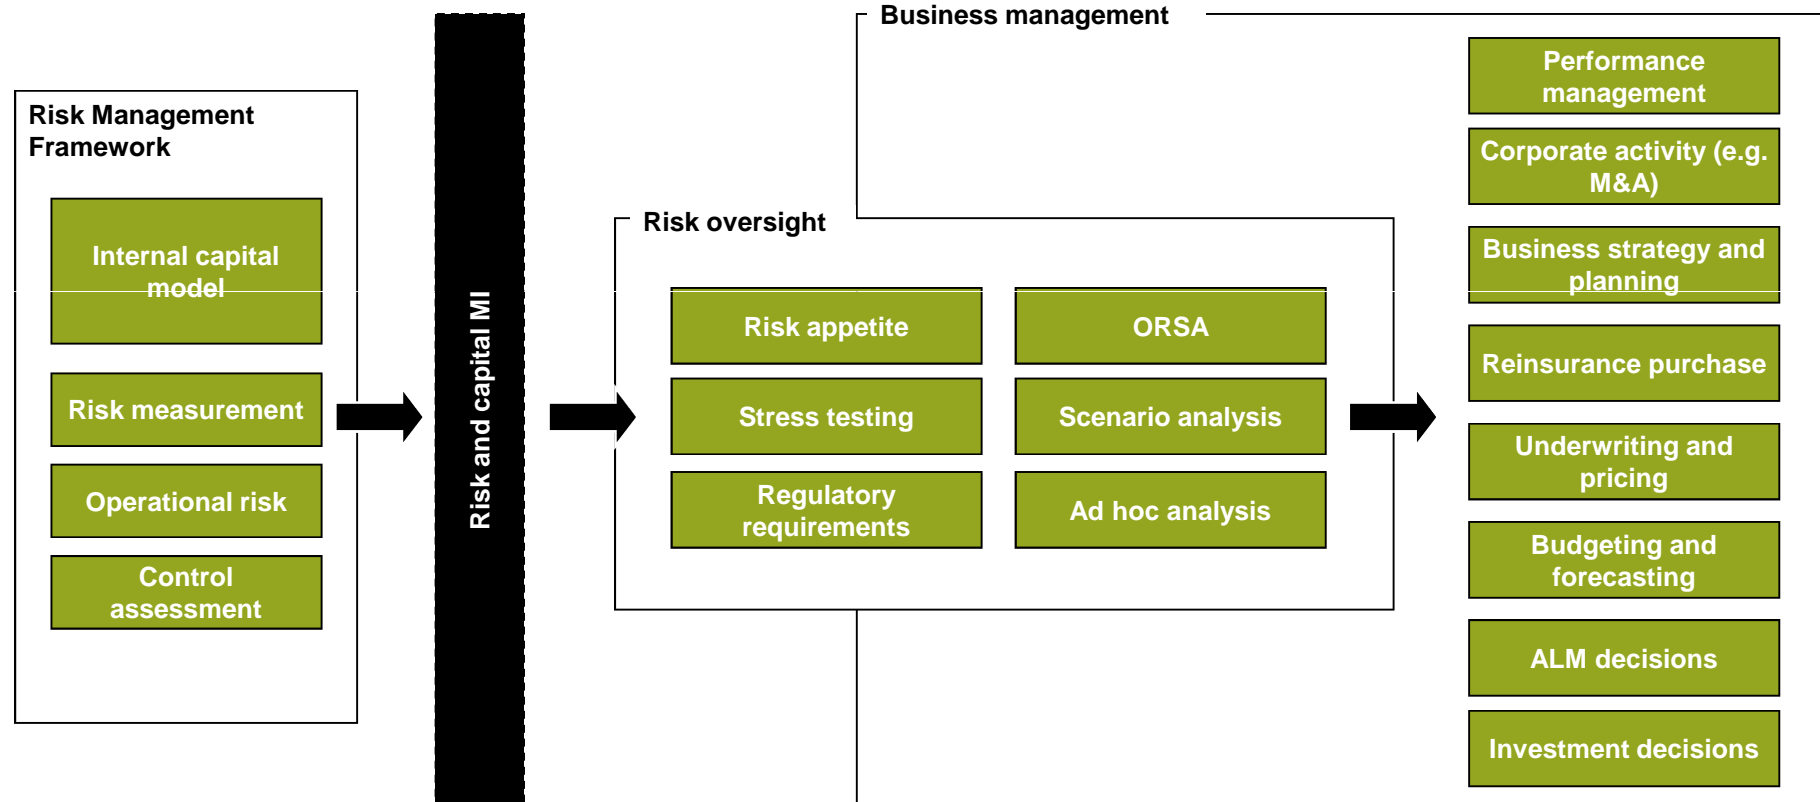 Business management
Risk Management
Framework
Internal capital
model
Risk measurement
Operational risk
Control
assessment
Risk and capital MI
Risk oversight
Risk appetite
ORSA
Stress testing
Scenario analysis
Regulatory
requirements
Ad hoc analysis
Performance
management
Corporate activity (e.g.
M&A)
Business strategy and
planning
Reinsurance purchase
Underwriting and
pricing
Budgeting and
forecasting
ALM decisions
Investment decisions